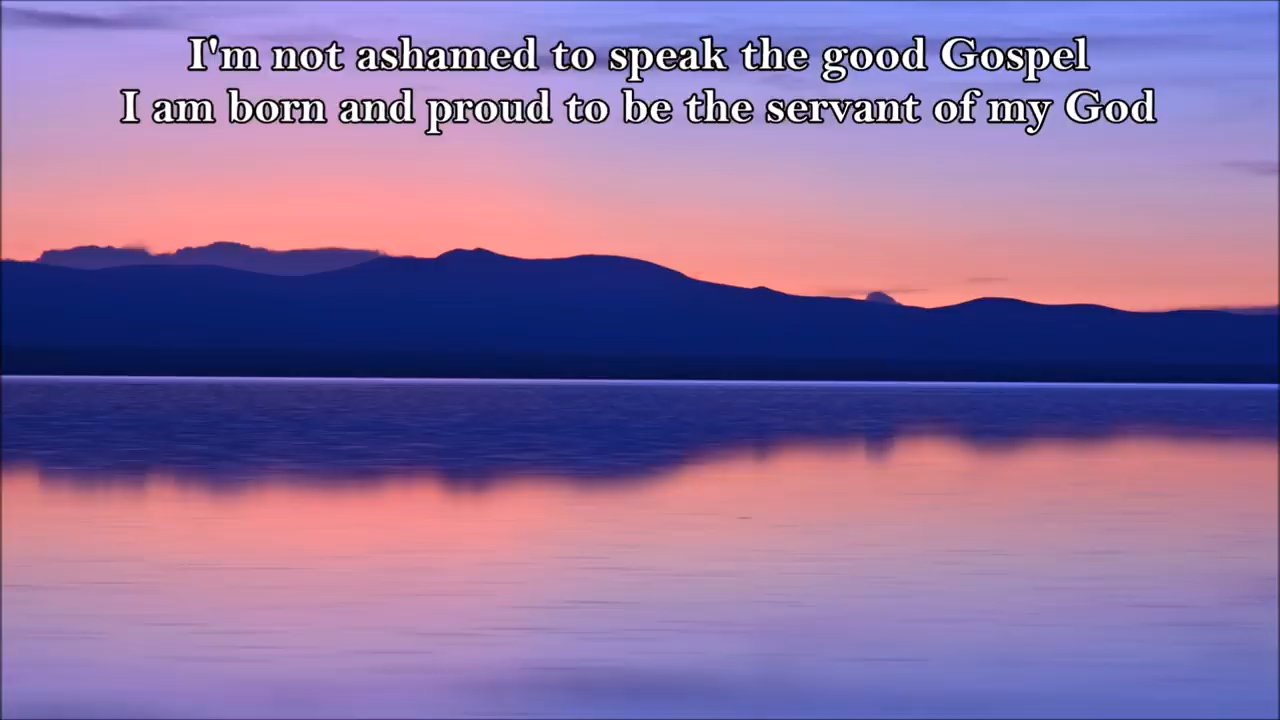 I'm not ashamed to speak the good Gospel
I am born and proud to be the servant of my God